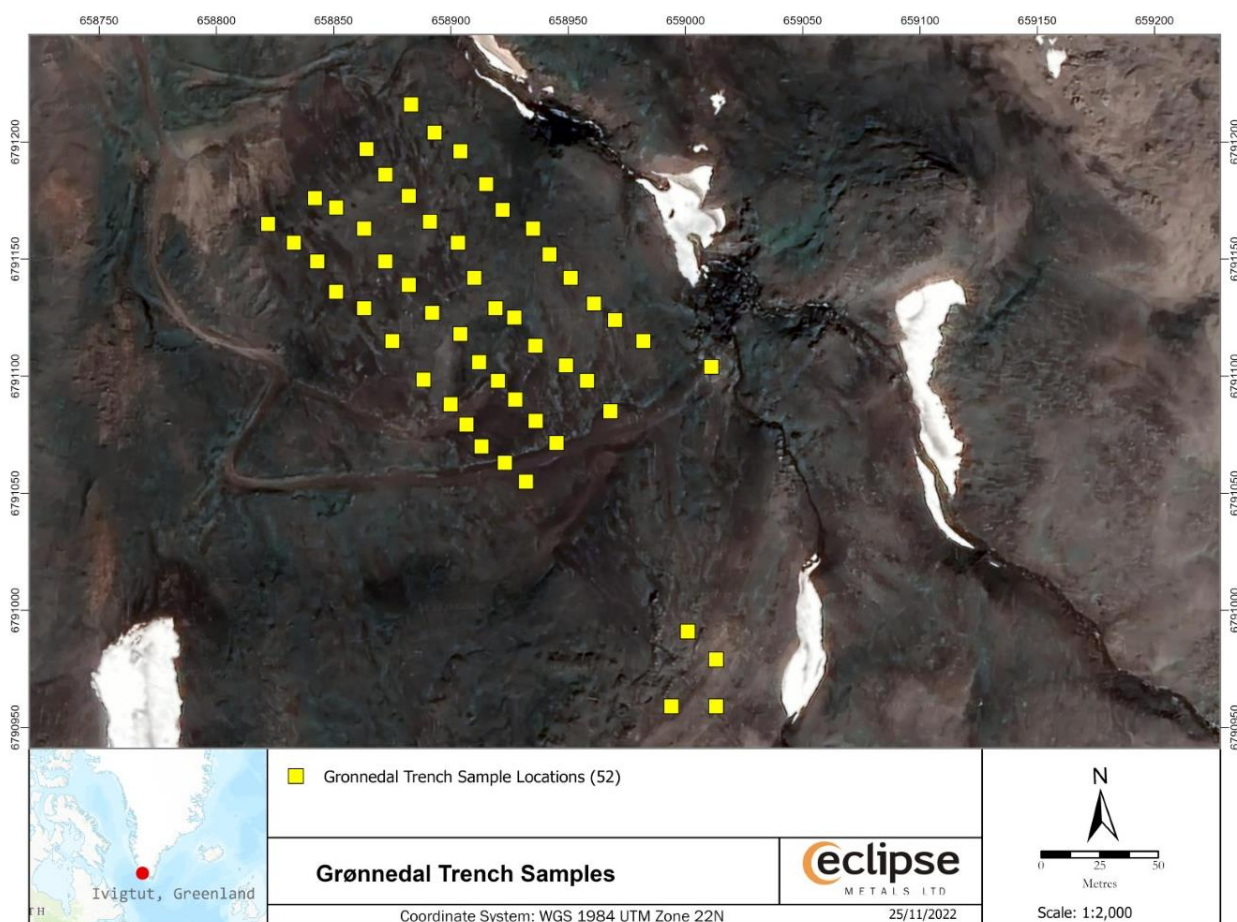 658750 658800 658850 658900 658950 659000 659050 659100 659150 659200
6791200 6791200
6791150 6791150
6791100 6791100
6791050 6791050
6791000 6791000
6790950 6790950
Gronnedal Trench Sample Locations (52)
Grønnedal Trench Samples
eclipse
METALS LTD
Coordinate System: WGS 1984 UTM Zone 22N
25/11/2022
N
0 25 50
Metres
Scale: 1:2,000
Ivigtut, Greenland
TH